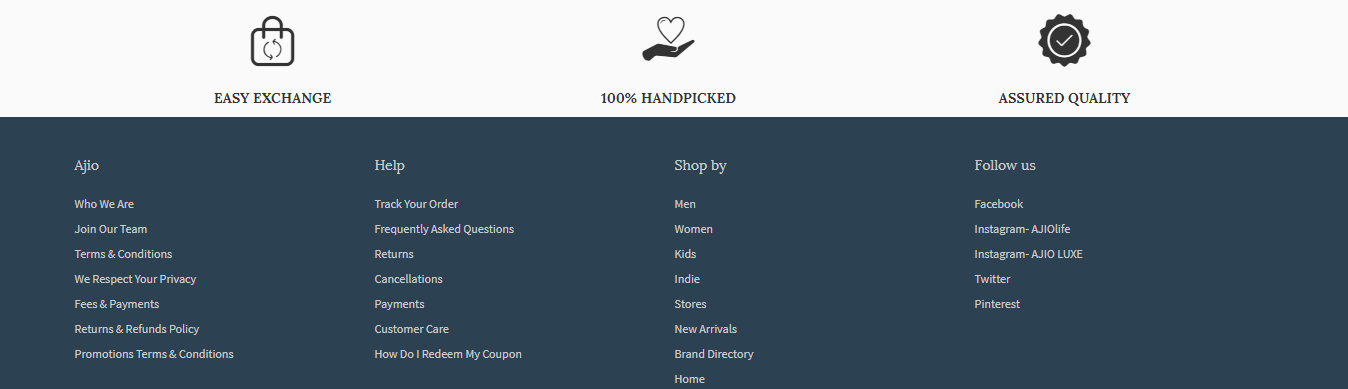 EASY EXCHANGE
100% HANDPICKED
ASSURED QUALITY
Ajio
Who We Are
Join Our Team
Terms & Conditions
We Respect Your Privacy
Fees & Payments
Returns & Refunds Policy
Promotions Terms & Conditions
Help
Track Your Order
Frequently Asked Questions
Returns
Cancellations
Payments
Customer Care
How Do I Redeem My Coupon
Shop by
Men
Women
Kids
Indie
Stores
New Arrivals
Brand Directory
Home
Follow us
Facebook
Instagram- AJIOlife
Instagram- AJIO LUXE
Twitter
Pinterest